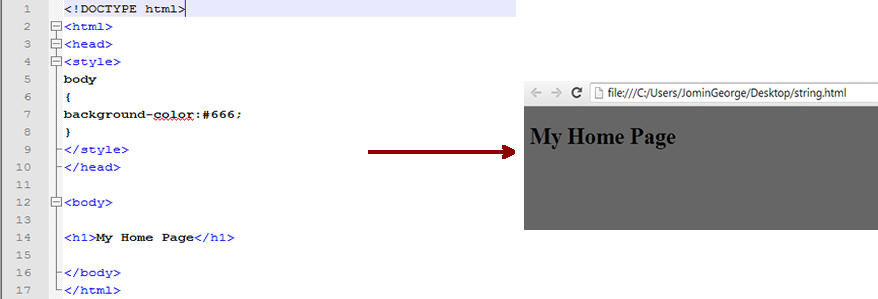 1 <!DOCTYPE html>
2 <html>
3 <head>
4 <style>
5 body
6 {
7 background-color:#666;
8 }
9 </style>
10 </head>
11
12 <body>
13
14 <h1>My Home Page</h1>
15
16 </body>
17 </html>
file:///C:/Users/JominGeorge/Desktop/string.html
My Home Page